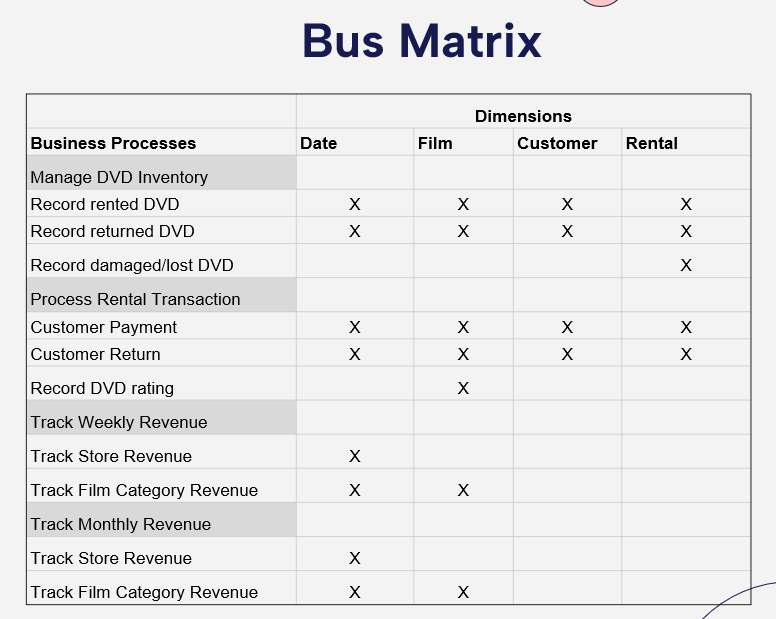 Bus Matrix
Dimensions
Business Processes Date Film Customer Rental
Manage DVD Inventory
Record rented DVD X X X X
Record returned DVD X X X X
Record damaged/lost DVD X
Process Rental Transaction
Customer Payment X X X X
Customer Return X X X X
Record DVD rating X
Track Weekly Revenue
Track Store Revenue X
Track Film Category Revenue X X
Track Monthly Revenue
Track Store Revenue X
Track Film Category Revenue X X